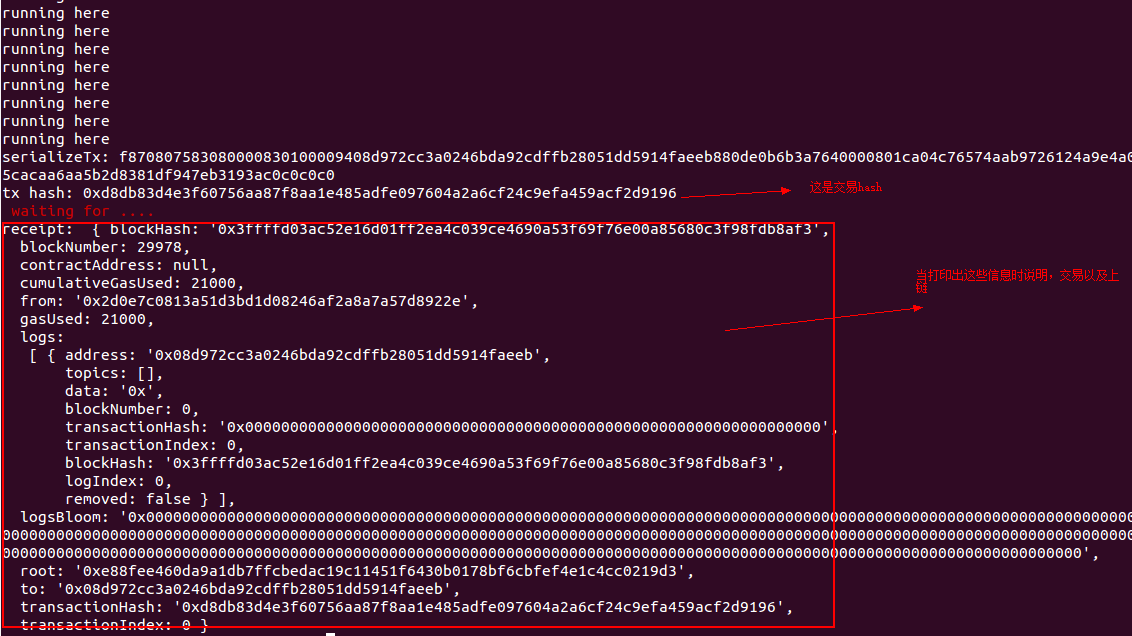 running here
running here
running here
running here
running here
running here
running here
running here
serializeTx: f870807583080000830100009408d972cc3a0246bda92cdffb28051dd5914faeeb880de0b6b3a7640000801ca04c76574aab9726124a9e4a0
5cacaa6aa5b2d8381df947eb3193ac0c0c0c0
tx hash: 0xd8db83d4e3f60756aa87f8aa1e485adfe097604a2a6cf24c9efa459acf2d9196
这是交易hash
waiting for ....
receipt:  { blockHash: '0x3ffffd03ac52e16d01ff2ea4c039ce4690a53f69f76e00a85680c3f98fdb8af3',
blockNumber: 29978,
contractAddress: null,
cumulativeGasUsed: 21000,
from: '0x2d0e7c0813a51d3bd1d08246af2a8a7a57d8922e',
gasUsed: 21000,
logs:
[ { address: '0x08d972cc3a0246bda92cdffb28051dd5914faeeb',
topics: [],
data: '0x',
blockNumber: 0,
transactionHash: '0x0000000000000000000000000000000000000000000000000000000000000000',
transactionIndex: 0,
blockHash: '0x3ffffd03ac52e16d01ff2ea4c039ce4690a53f69f76e00a85680c3f98fdb8af3',
logIndex: 0,
removed: false } ],
当打印出这些信息时说明，交易以及上
链
logsBloom: '0x0000000000000000000000000000000000000000000000000000000000000000000000000000000000000000000000000000000000000
000000000000000000000000000000000000000000000000000000000000000000000000000000000000000000000000000000000000000000000000000000
000000000000000000000000000000000000000000000000000000000000000000000000000000000000000000000000000000000000000000000000',
root: '0xe88fee460da9a1db7ffcbedac19c11451f6430b0178bf6cbfef4e1c4cc0219d3',
to: '0x08d972cc3a0246bda92cdffb28051dd5914faeeb',
transactionHash: '0xd8db83d4e3f60756aa87f8aa1e485adfe097604a2a6cf24c9efa459acf2d9196',
transactionIndex: 0 }